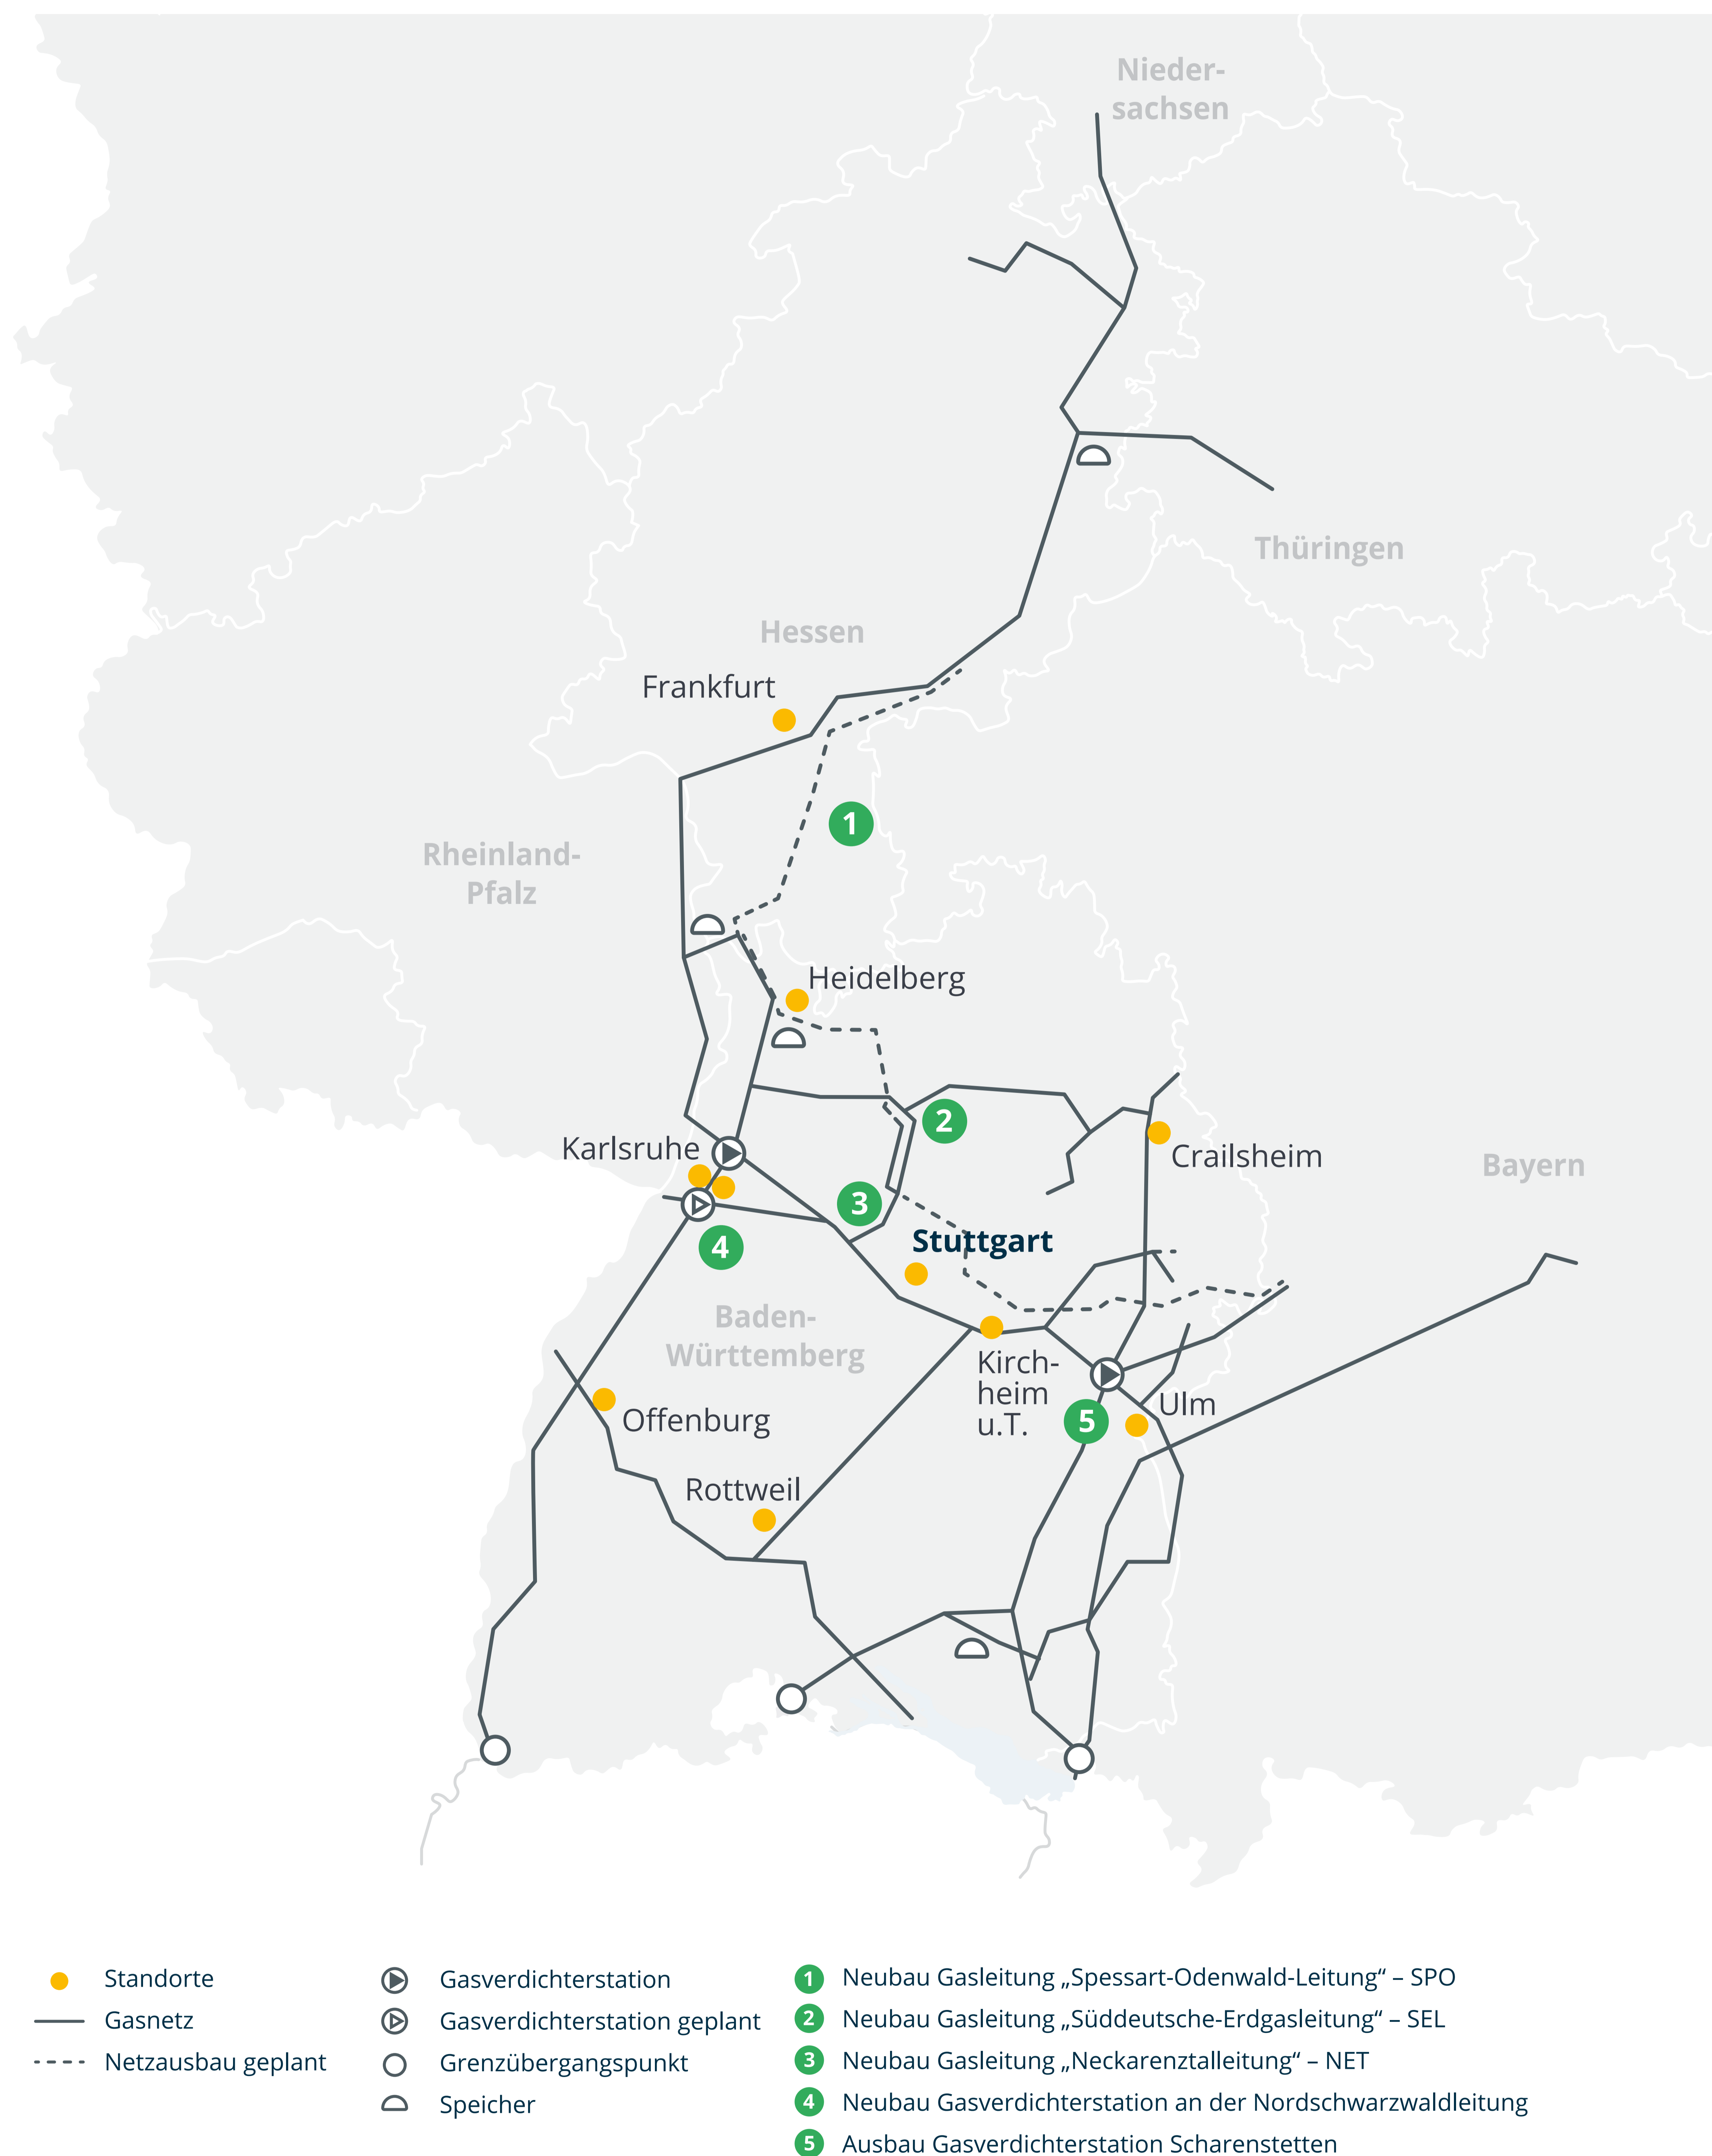 Nieder-
sachsen
Thüringen
Hessen
Frankfurt
1
Rheinland-
Pfalz
Heidelberg
2
Karlsruhe
Crailsheim
Bayern
3
4
Stuttgart
Baden-
Württemberg
Kirch-
heim
u.T.
Ulm
5
Offenburg
Rottweil
Standorte
Gasnetz
Netzausbau geplant
Gasverdichterstation
Gasverdichterstation geplant
Grenzübergangspunkt
Speicher
1 Neubau Gasleitung „Spessart-Odenwald-Leitung“ – SPO
2 Neubau Gasleitung „Süddeutsche-Erdgasleitung“ – SEL
3 Neubau Gasleitung „Neckarenztalleitung“ – NET
4 Neubau Gasverdichterstation an der Nordschwarzwaldleitung
5 Ausbau Gasverdichterstation Scharenstetten